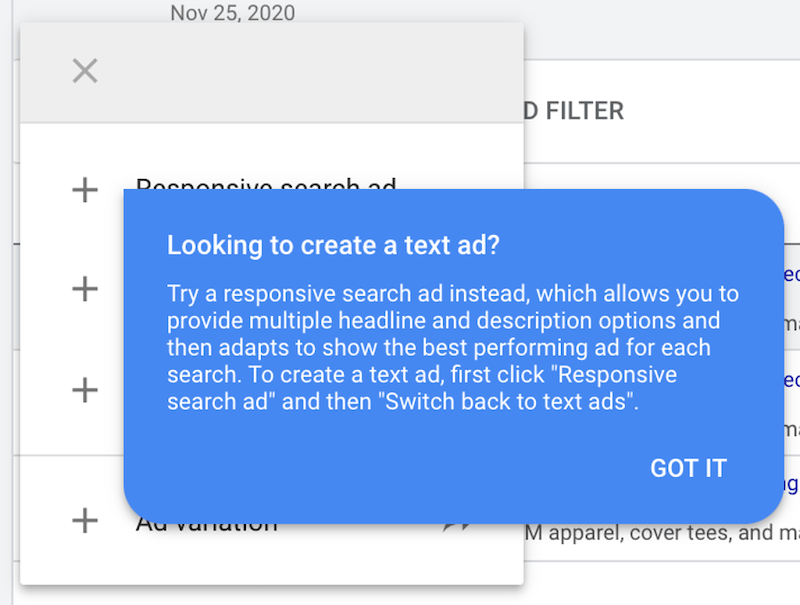 Nov 25, 2020
D FILTER
Responsive search ad
Looking to create a text ad?
Try a responsive search ad instead, which allows you to
provide multiple headline and description options and
then adapts to show the best performing ad for each
search. To create a text ad, first click "Responsive
search ad" and then "Switch back to text ads".
GOT IT
Ad variation
M apparel, cover tees, and ma